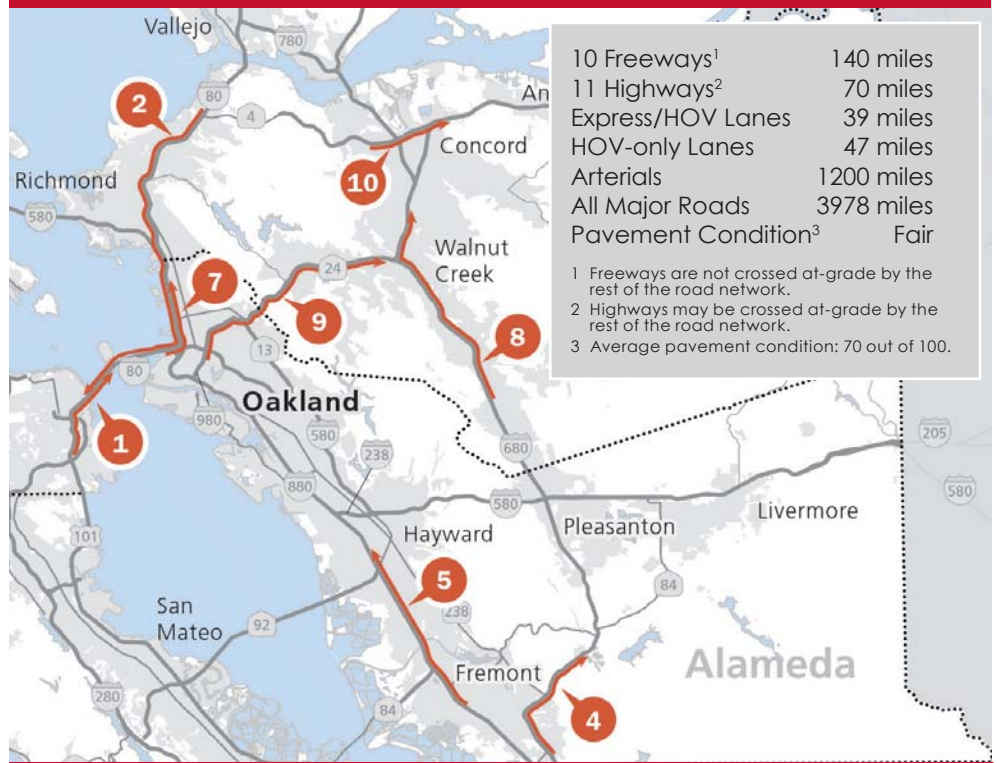 Vallejo
780
10 Freeways¹ 140 miles
11 Highways² 70 miles
Express/HOV Lanes 39 miles
HOV-only Lanes 47 miles
Arterials 1200 miles
All Major Roads 3978 miles
Pavement Condition³ Fair
1 Freeways are not crossed at-grade by the
rest of the road network.
2 Highways may be crossed at-grade by the
rest of the road network.
3 Average pavement condition: 70 out of 100.
2
80
4
An
Concord
Richmond
10
580
Walnut
Creek
24
7
9
13
8
80
Oakland
1
980
580
238
680
205
880
580
580
Livermore
101
Hayward
Pleasanton
5
84
San
Mateo
92
238
Fremont
Alameda
280
84
4